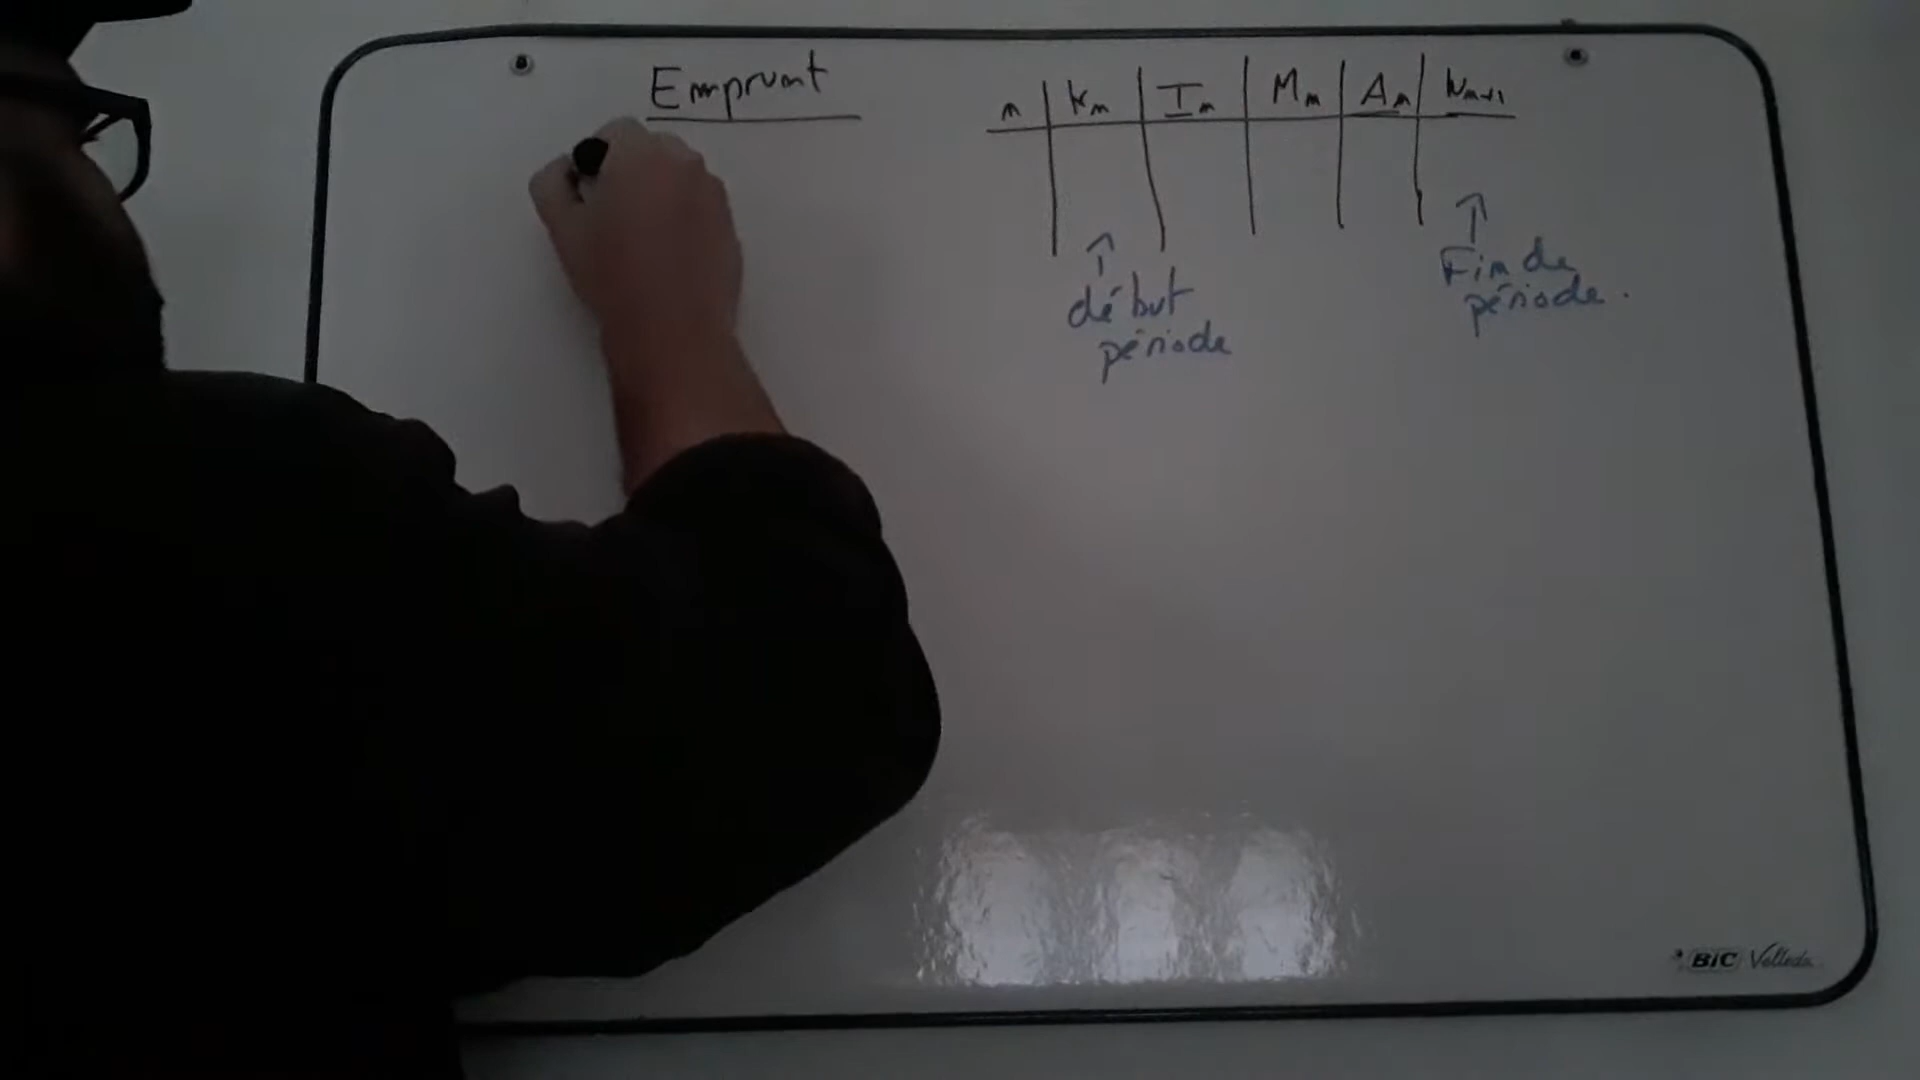 Emprunt
n Kn In Mn An Kn+1
↑
début
période
↑
Fin de
période.
BIC Velleda